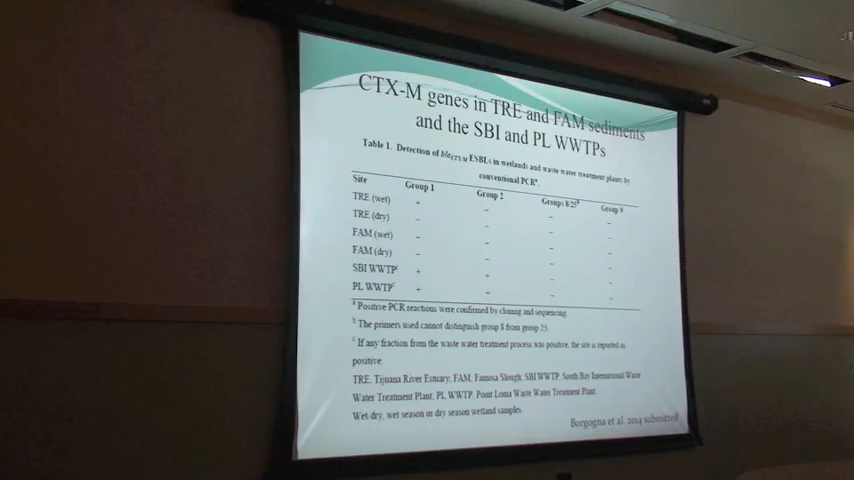 CTX-M genes in TRE and FAM sediments
and the SBI and PL WWTPs
Table 1. Detection of blaCTX-M ESBLs in wetlands and waste water treatment plants by
conventional PCRa.
Site Group 1 Group 2 Groups 8/25b Group 9
TRE (wet) + – – –
TRE (dry) – – – –
FAM (wet) – – – –
FAM (dry) – – – –
SBI WWTPc + + – –
PL WWTPc + – – –
a Positive PCR reactions were confirmed by cloning and sequencing.
b The primers used cannot distinguish group 8 from group 25.
c If any fraction from the waste water treatment process was positive, the site is reported as
positive.
TRE, Tijuana River Estuary, FAM, Famosa Slough, SBI WWTP, South Bay International Waste
Water Treatment Plant, PL WWTP, Point Loma Waste Water Treatment Plant.
Wet/dry, wet season or dry season wetland samples.
Borgogna et al. 2014 submitted